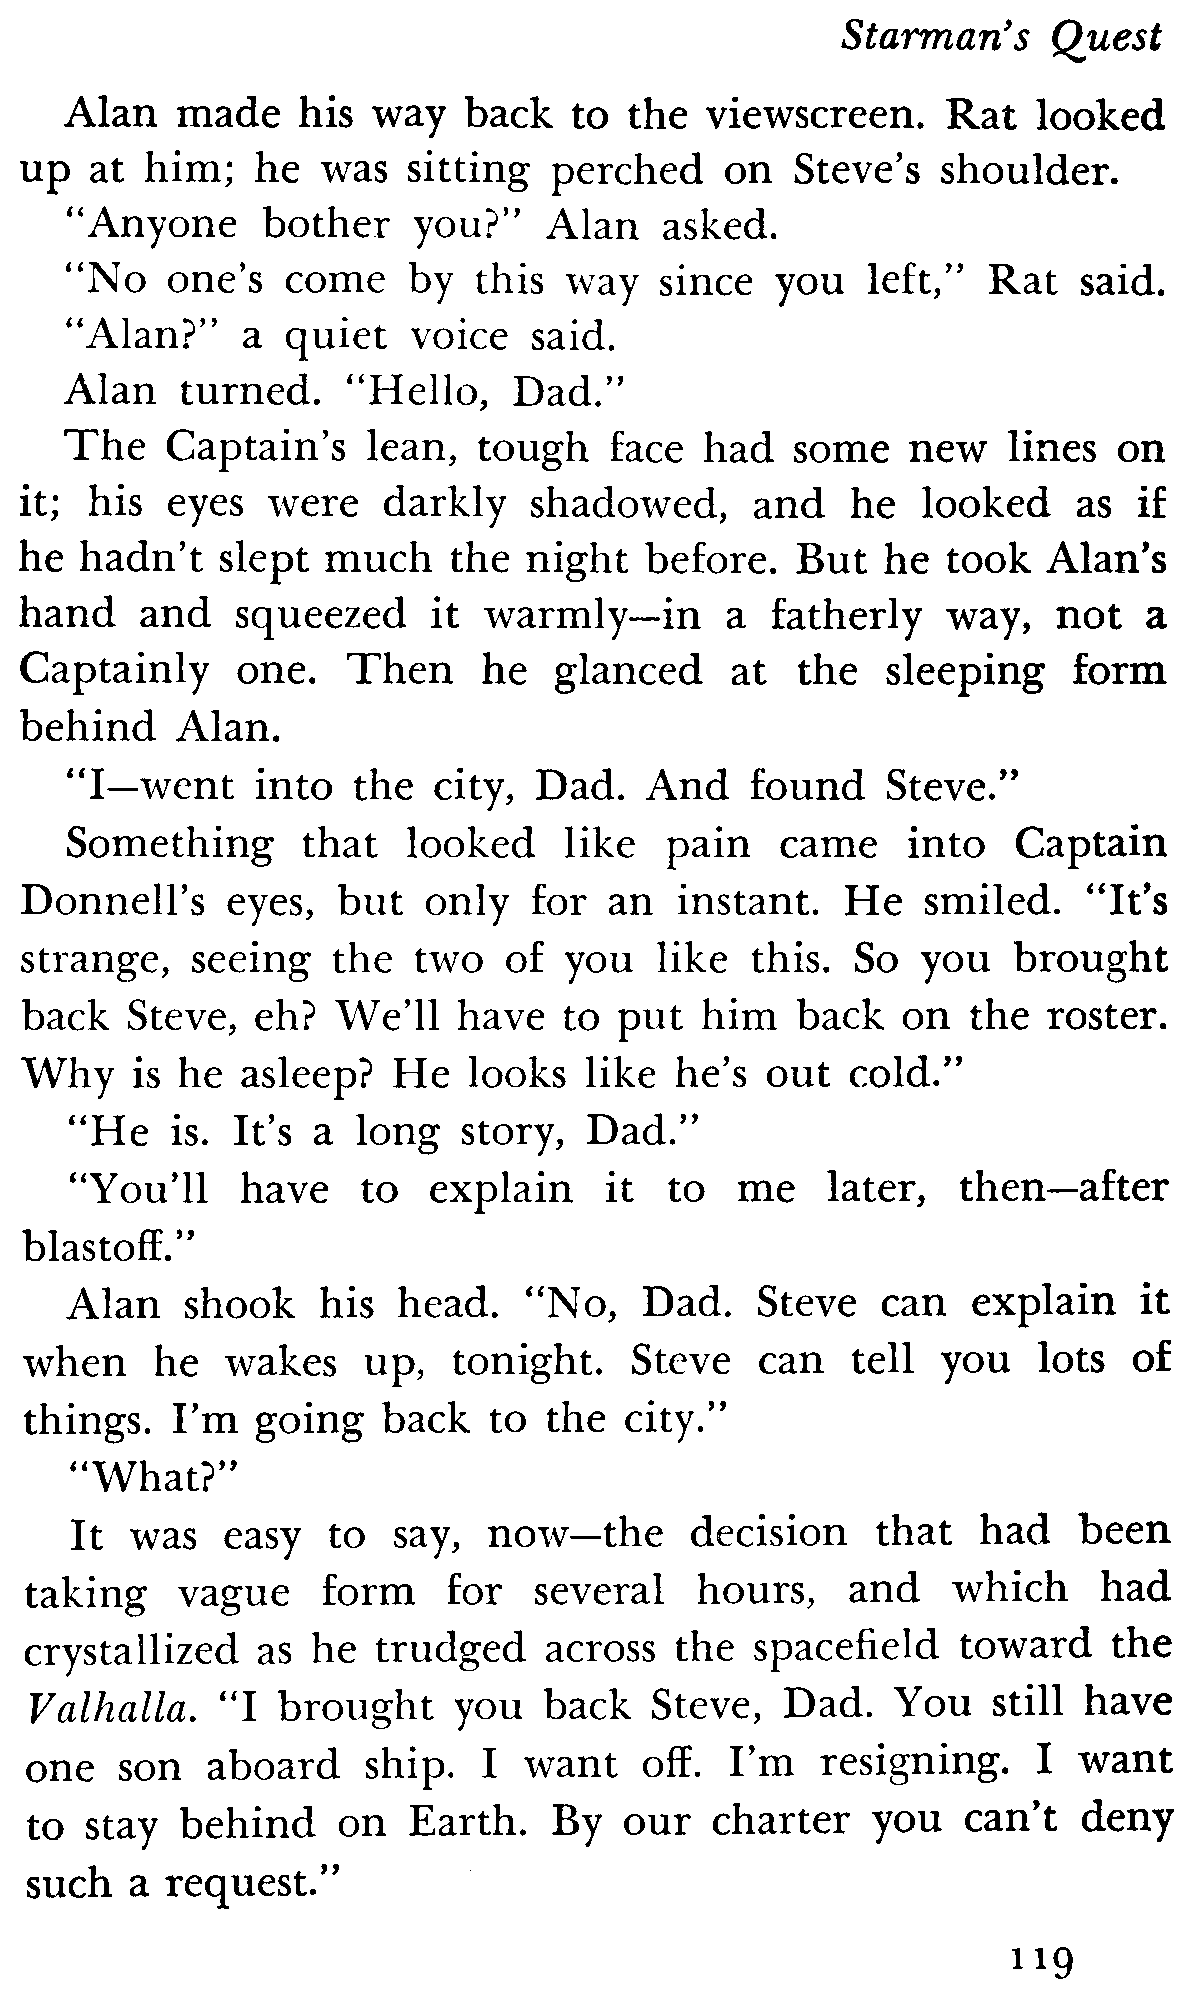 Starman's Quest
Alan made his way back to the viewscreen. Rat looked
up at him; he was sitting perched on Steve's shoulder.
“Anyone bother you?” Alan asked.
“No one's come by this way since you left,” Rat said.
“Alan?” a quiet voice said.
Alan turned. “Hello, Dad.”
The Captain's lean, tough face had some new lines on
it; his eyes were darkly shadowed, and he looked as if
he hadn't slept much the night before. But he took Alan's
hand and squeezed it warmly—in a fatherly way, not a
Captainly one. Then he glanced at the sleeping form
behind Alan.
“I—went into the city, Dad. And found Steve.”
Something that looked like pain came into Captain
Donnell's eyes, but only for an instant. He smiled. “It's
strange, seeing the two of you like this. So you brought
back Steve, eh? We'll have to put him back on the roster.
Why is he asleep? He looks like he's out cold.”
“He is. It's a long story, Dad.”
“You'll have to explain it to me later, then—after
blastoff.”
Alan shook his head. “No, Dad. Steve can explain it
when he wakes up, tonight. Steve can tell you lots of
things. I'm going back to the city.”
“What?”
It was easy to say, now—the decision that had been
taking vague form for several hours, and which had
crystallized as he trudged across the spacefield toward the
Valhalla. “I brought you back Steve, Dad. You still have
one son aboard ship. I want off. I'm resigning. I want
to stay behind on Earth. By our charter you can't deny
such a request.”
119